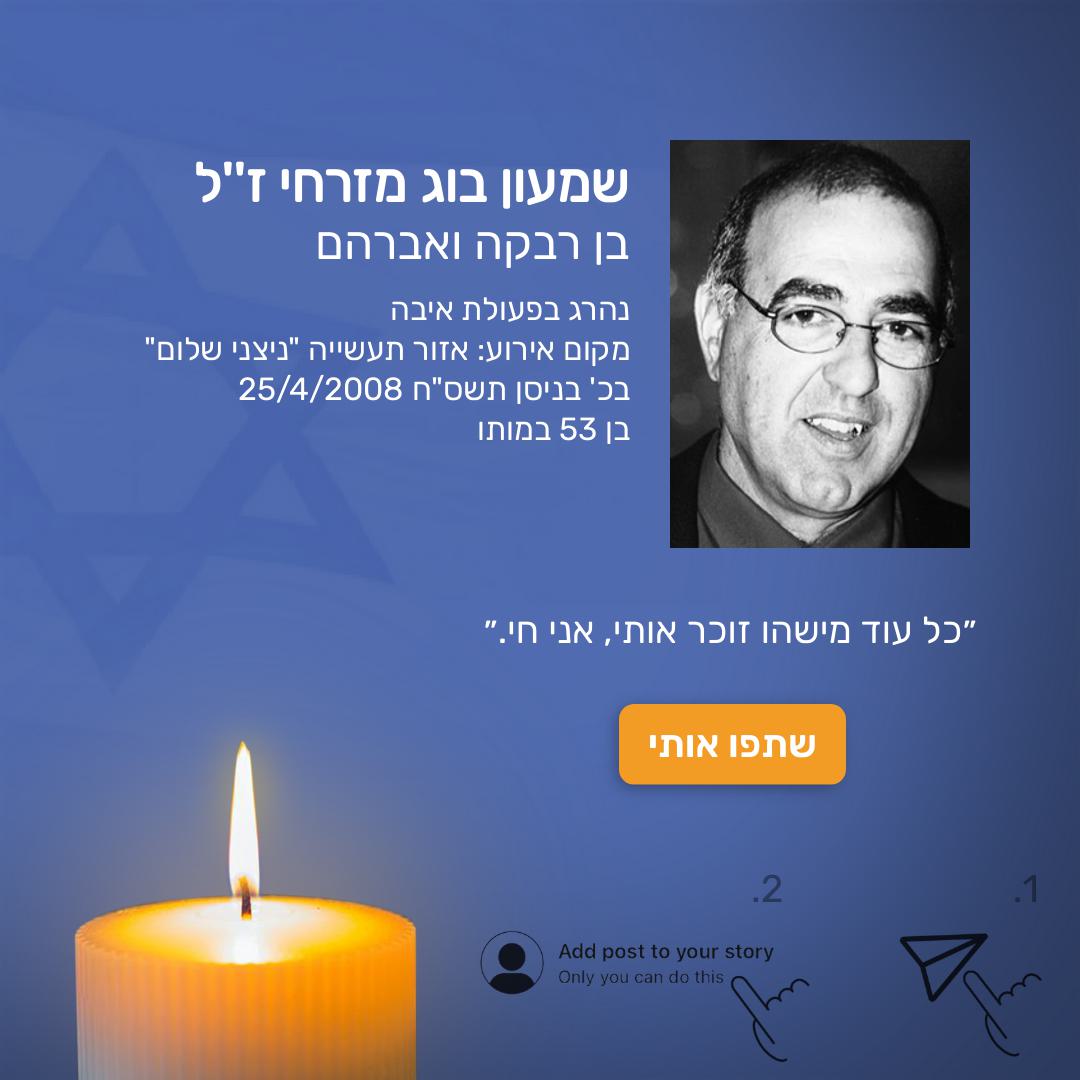 שמעון בוג מזרחי ז''ל
בן רבקה ואברהם
נהרג בפעולת איבה
מקום אירוע: אזור תעשייה "ניצני שלום"
בכ' בניסן תשס"ח 25/4/2008
בן 53 במותו
״כל עוד מישהו זוכר אותי, אני חי.״
שתפו אותי
1.
2.
Add post to your story
Only you can do this